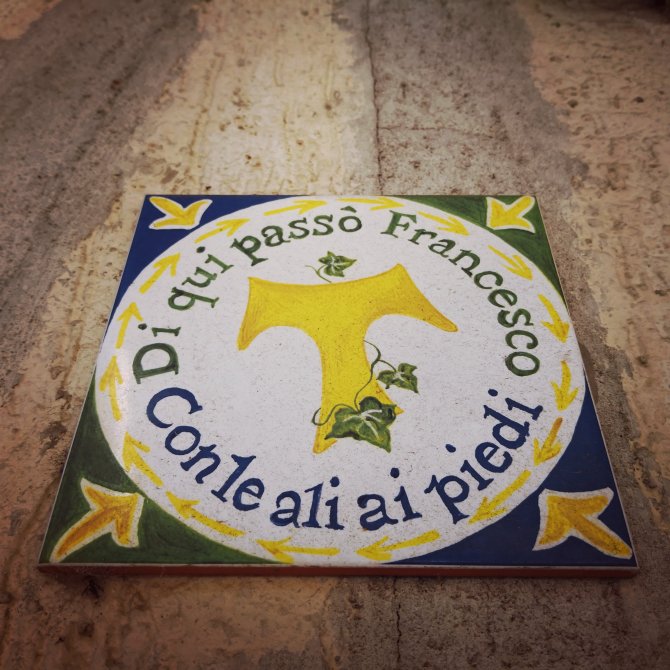 Di qui passò Francesco
Con le ali ai piedi